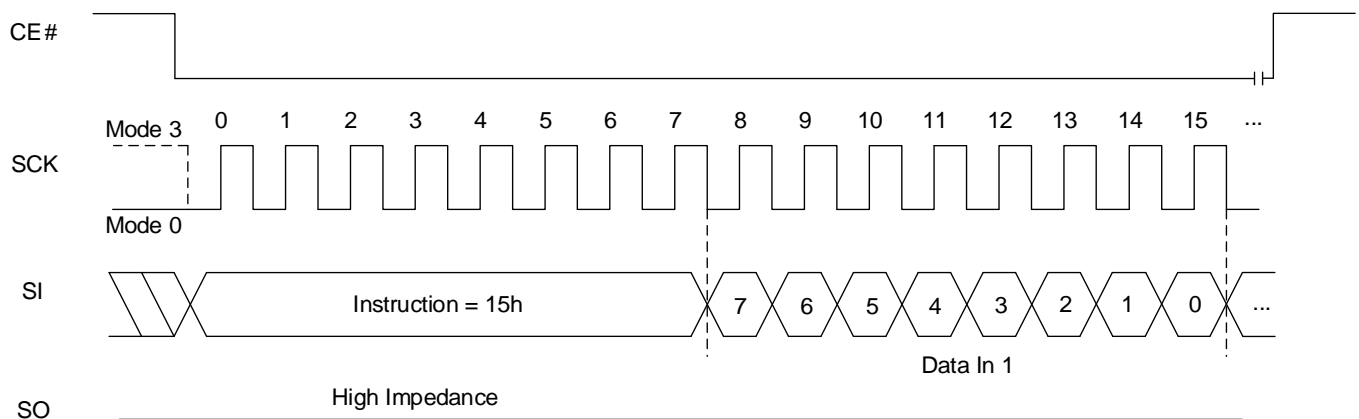 CE#
Mode 3 0 1 2 3 4 5 6 7 8 9 10 11 12 13 14 15 ...
SCK
Mode 0
SI Instruction = 15h 7 6 5 4 3 2 1 0 ...
Data In 1
High Impedance
SO